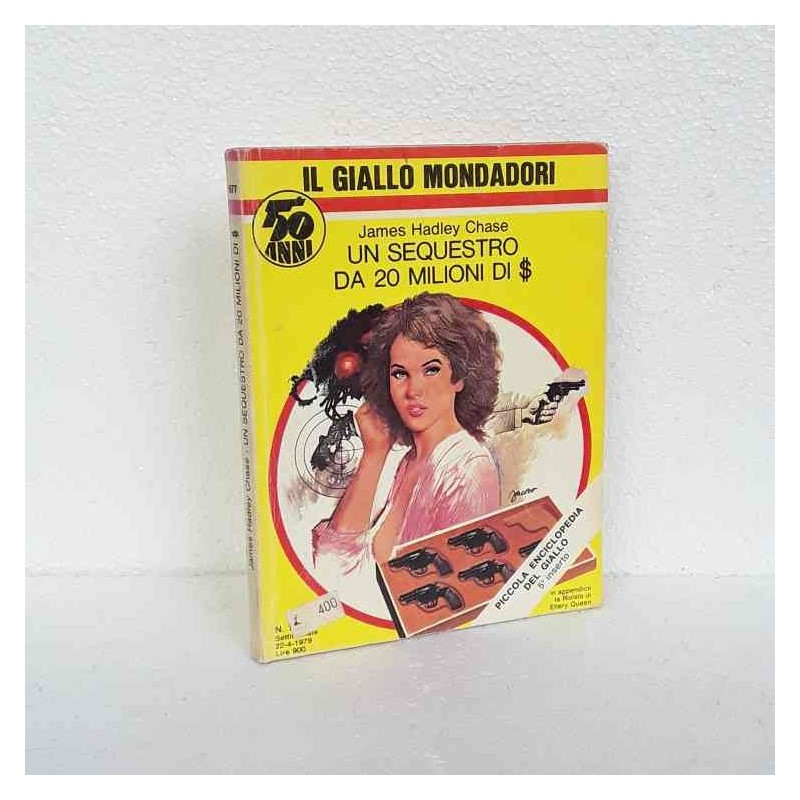 IL GIALLO MONDADORI
50
ANNI
James Hadley Chase
UN SEQUESTRO
DA 20 MILIONI DI $
James Hadley Chase - UN SEQUESTRO DA 20 MILIONI DI $
PICCOLA ENCICLOPEDIA
DEL GIALLO
5° inserto
in appendice
la Rivista di
Ellery Queen
£ 400
N.
22-4-1979
Lire 900